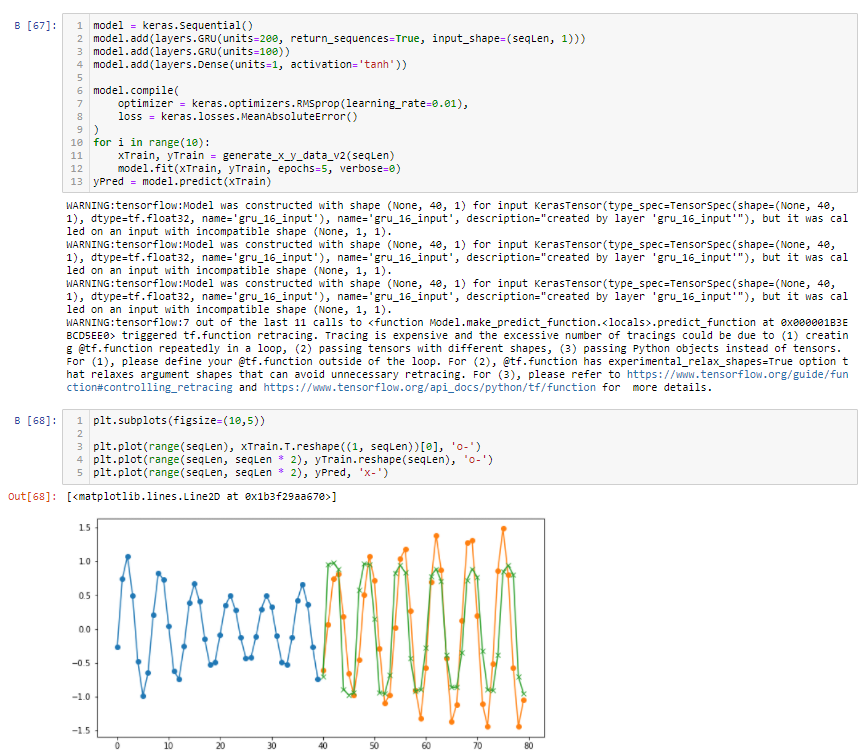 В [67]:
1 model = keras.Sequential()
2 model.add(layers.GRU(units=200, return_sequences=True, input_shape=(seqLen, 1)))
3 model.add(layers.GRU(units=100))
4 model.add(layers.Dense(units=1, activation='tanh'))
5
6 model.compile(
7     optimizer = keras.optimizers.RMSprop(learning_rate=0.01),
8     loss = keras.losses.MeanAbsoluteError()
9 )
10 for i in range(10):
11     xTrain, yTrain = generate_x_y_data_v2(seqLen)
12     model.fit(xTrain, yTrain, epochs=5, verbose=0)
13 yPred = model.predict(xTrain)
WARNING:tensorflow:Model was constructed with shape (None, 40, 1) for input KerasTensor(type_spec=TensorSpec(shape=(None, 40,
1), dtype=tf.float32, name='gru_16_input'), name='gru_16_input', description="created by layer 'gru_16_input'"), but it was cal
led on an input with incompatible shape (None, 1, 1).
WARNING:tensorflow:Model was constructed with shape (None, 40, 1) for input KerasTensor(type_spec=TensorSpec(shape=(None, 40,
1), dtype=tf.float32, name='gru_16_input'), name='gru_16_input', description="created by layer 'gru_16_input'"), but it was cal
led on an input with incompatible shape (None, 1, 1).
WARNING:tensorflow:Model was constructed with shape (None, 40, 1) for input KerasTensor(type_spec=TensorSpec(shape=(None, 40,
1), dtype=tf.float32, name='gru_16_input'), name='gru_16_input', description="created by layer 'gru_16_input'"), but it was cal
led on an input with incompatible shape (None, 1, 1).
WARNING:tensorflow:7 out of the last 11 calls to <function Model.make_predict_function.<locals>.predict_function at 0x000001B3E
BCD5EE0> triggered tf.function retracing. Tracing is expensive and the excessive number of tracings could be due to (1) creatin
g @tf.function repeatedly in a loop, (2) passing tensors with different shapes, (3) passing Python objects instead of tensors.
For (1), please define your @tf.function outside of the loop. For (2), @tf.function has experimental_relax_shapes=True option t
hat relaxes argument shapes that can avoid unnecessary retracing. For (3), please refer to https://www.tensorflow.org/guide/fun
ction#controlling_retracing and https://www.tensorflow.org/api_docs/python/tf/function for  more details.
В [68]:
1 plt.subplots(figsize=(10,5))
2
3 plt.plot(range(seqLen), xTrain.T.reshape((1, seqLen))[0], 'o-')
4 plt.plot(range(seqLen, seqLen * 2), yTrain.reshape(seqLen), 'o-')
5 plt.plot(range(seqLen, seqLen * 2), yPred, 'x-')
Out[68]: [<matplotlib.lines.Line2D at 0x1b3f29aa670>]
1.5
1.0
0.5
0.0
−0.5
−1.0
−1.5
0 10 20 30 40 50 60 70 80